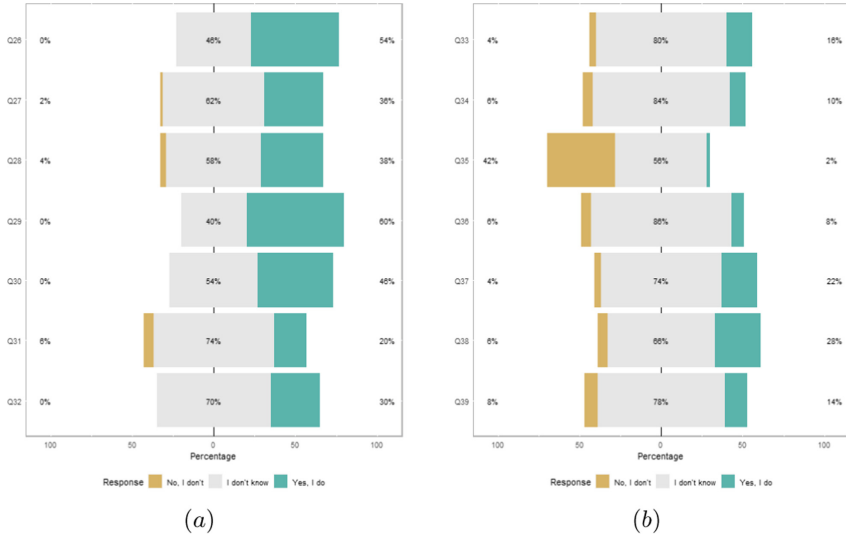 Q26 0% 46% 54%
Q27 2% 62% 36%
Q28 4% 58% 38%
Q29 0% 40% 60%
Q30 0% 54% 46%
Q31 6% 74% 20%
Q32 0% 70% 30%
100 50 0 50 100
Percentage
Response No, I don't I don't know Yes, I do
(a)
Q33 4% 80% 16%
Q34 6% 84% 10%
Q35 42% 56% 2%
Q36 6% 86% 8%
Q37 4% 74% 22%
Q38 6% 66% 28%
Q39 8% 78% 14%
100 50 0 50 100
Percentage
Response No, I don't I don't know Yes, I do
(b)